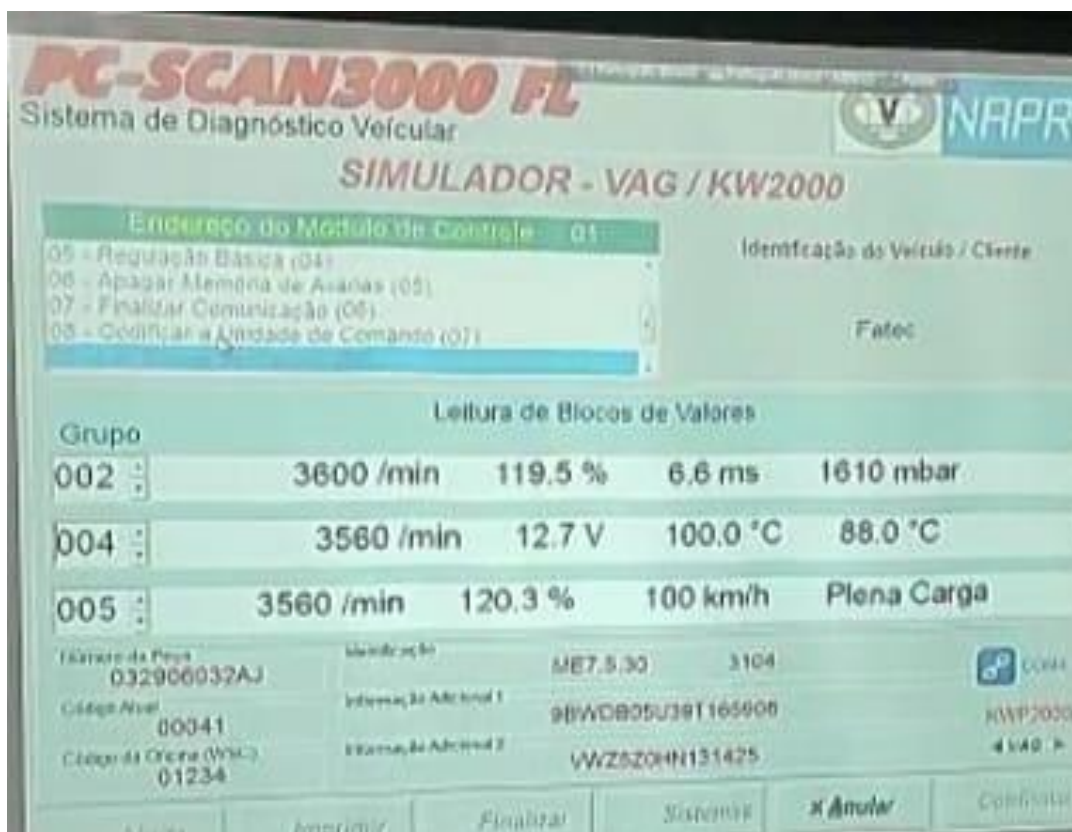 PC-SCAN3000 FL
Sistema de Diagnóstico Veícular
NAPR
SIMULADOR - VAG / KW2000
Endereço do Módulo de Controle 01
05 - Regulação Básica (04)
06 - Apagar Memória de Avarias (05)
07 - Finalizar Comunicação (06)
08 - Codificar a Unidade de Comando (07)
Identificação do Veículo / Cliente
Fatec
Leitura de Blocos de Valores
Grupo
002 3600 /min 119.5 % 6.6 ms 1610 mbar
004 3560 /min 12.7 V 100.0 °C 88.0 °C
005 3560 /min 120.3 % 100 km/h Plena Carga
Número da Peça
032906032AJ
Identificação
ME7.5.30 3104
Código Atual
00041
Informação Adicional 1
Código da Oficina (WSC)
01234
Informação Adicional 2
KWP2000
VAG
Imprimir
Finalizar
Sistemas
x Anular